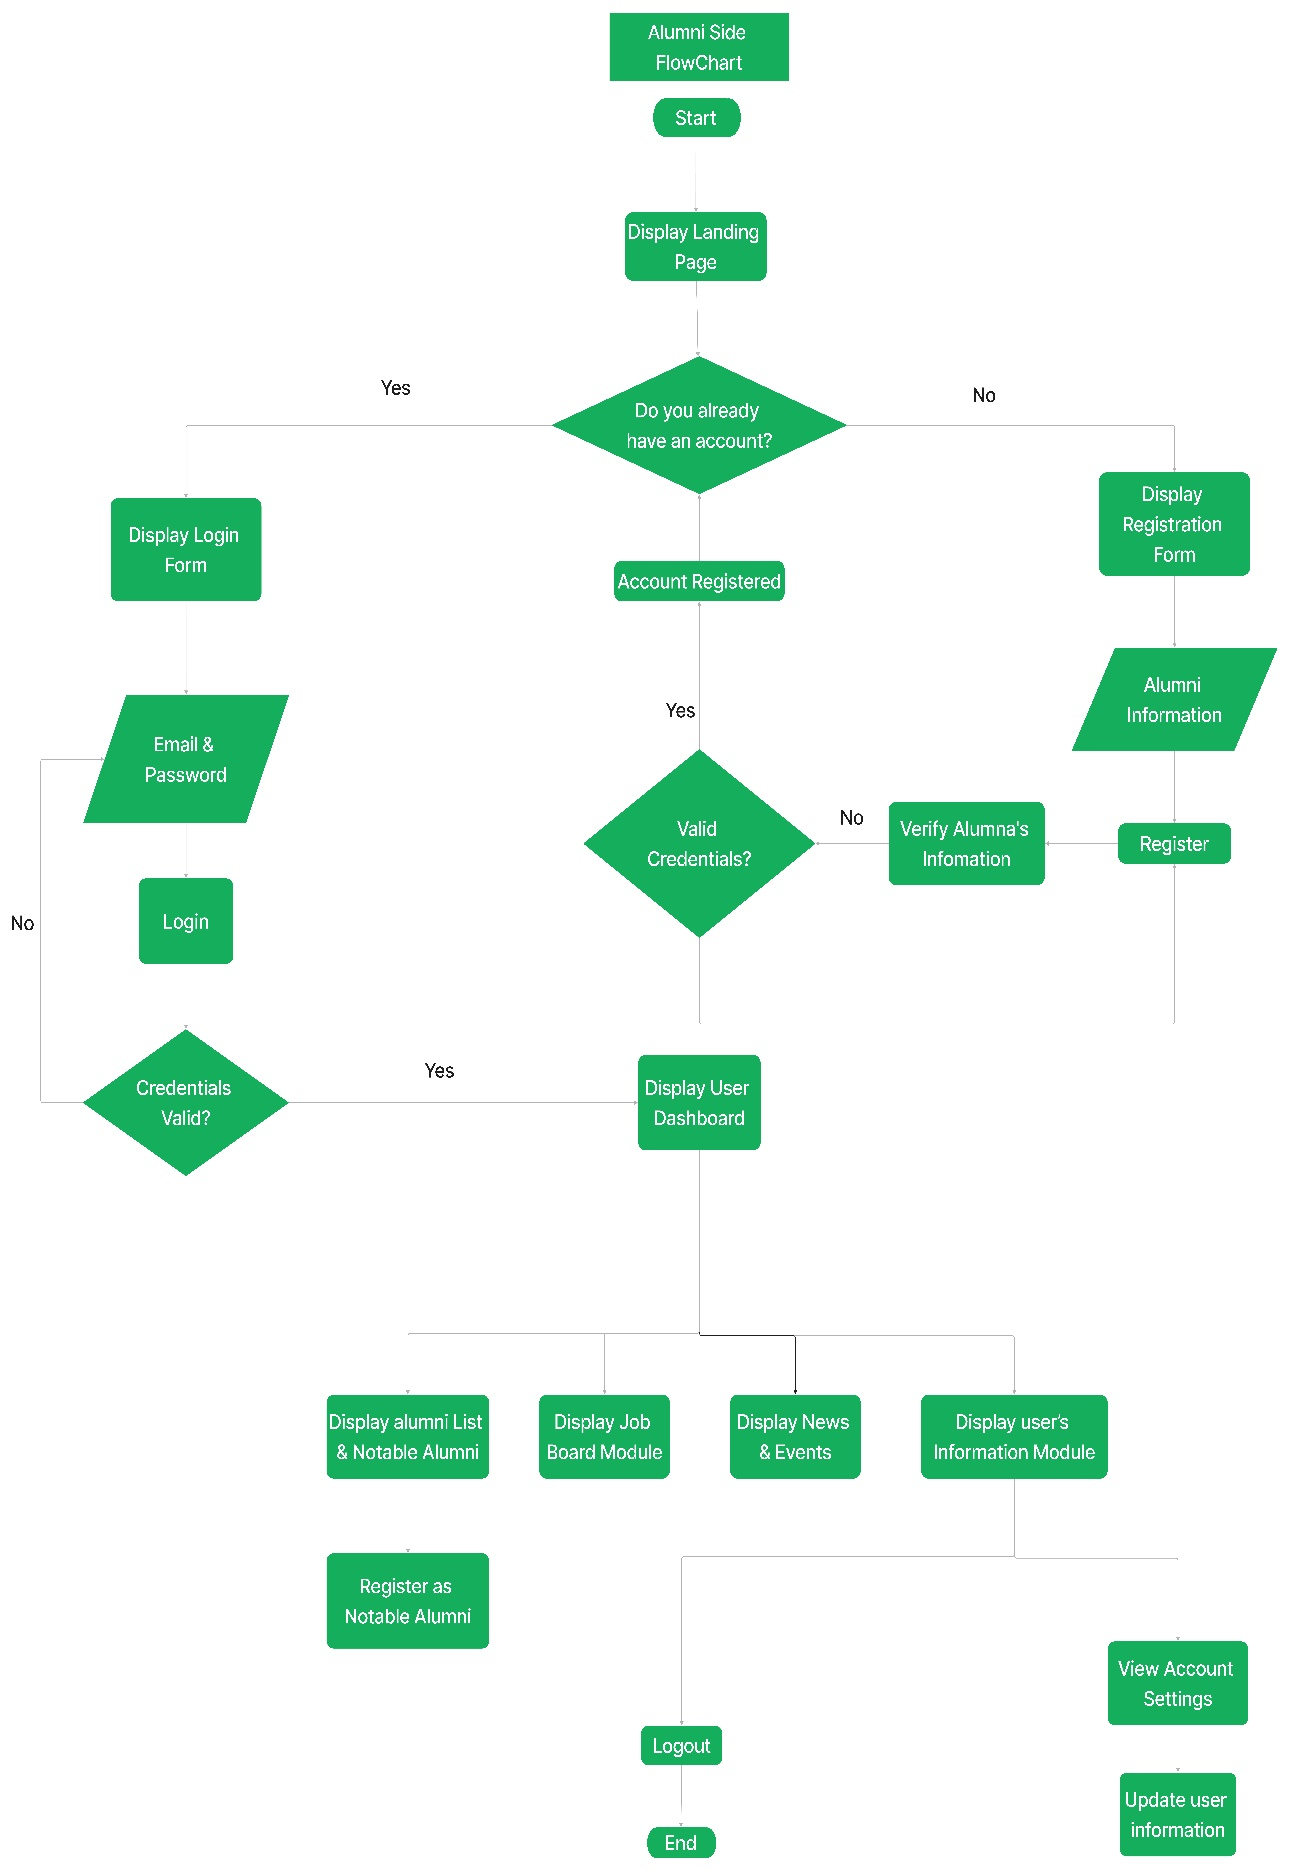 Alumni Side
FlowChart
Start
Display Landing
Page
Yes
No
Do you already
have an account?
Display Login
Form
Account Registered
Display
Registration
Form
Email &
Password
Yes
Alumni
Information
Valid
Credentials?
No
Verify Alumna's
Infomation
Register
Login
No
Credentials
Valid?
Yes
Display User
Dashboard
Display alumni List
& Notable Alumni
Display Job
Board Module
Display News
& Events
Display user's
Information Module
Register as
Notable Alumni
View Account
Settings
Logout
Update user
information
End